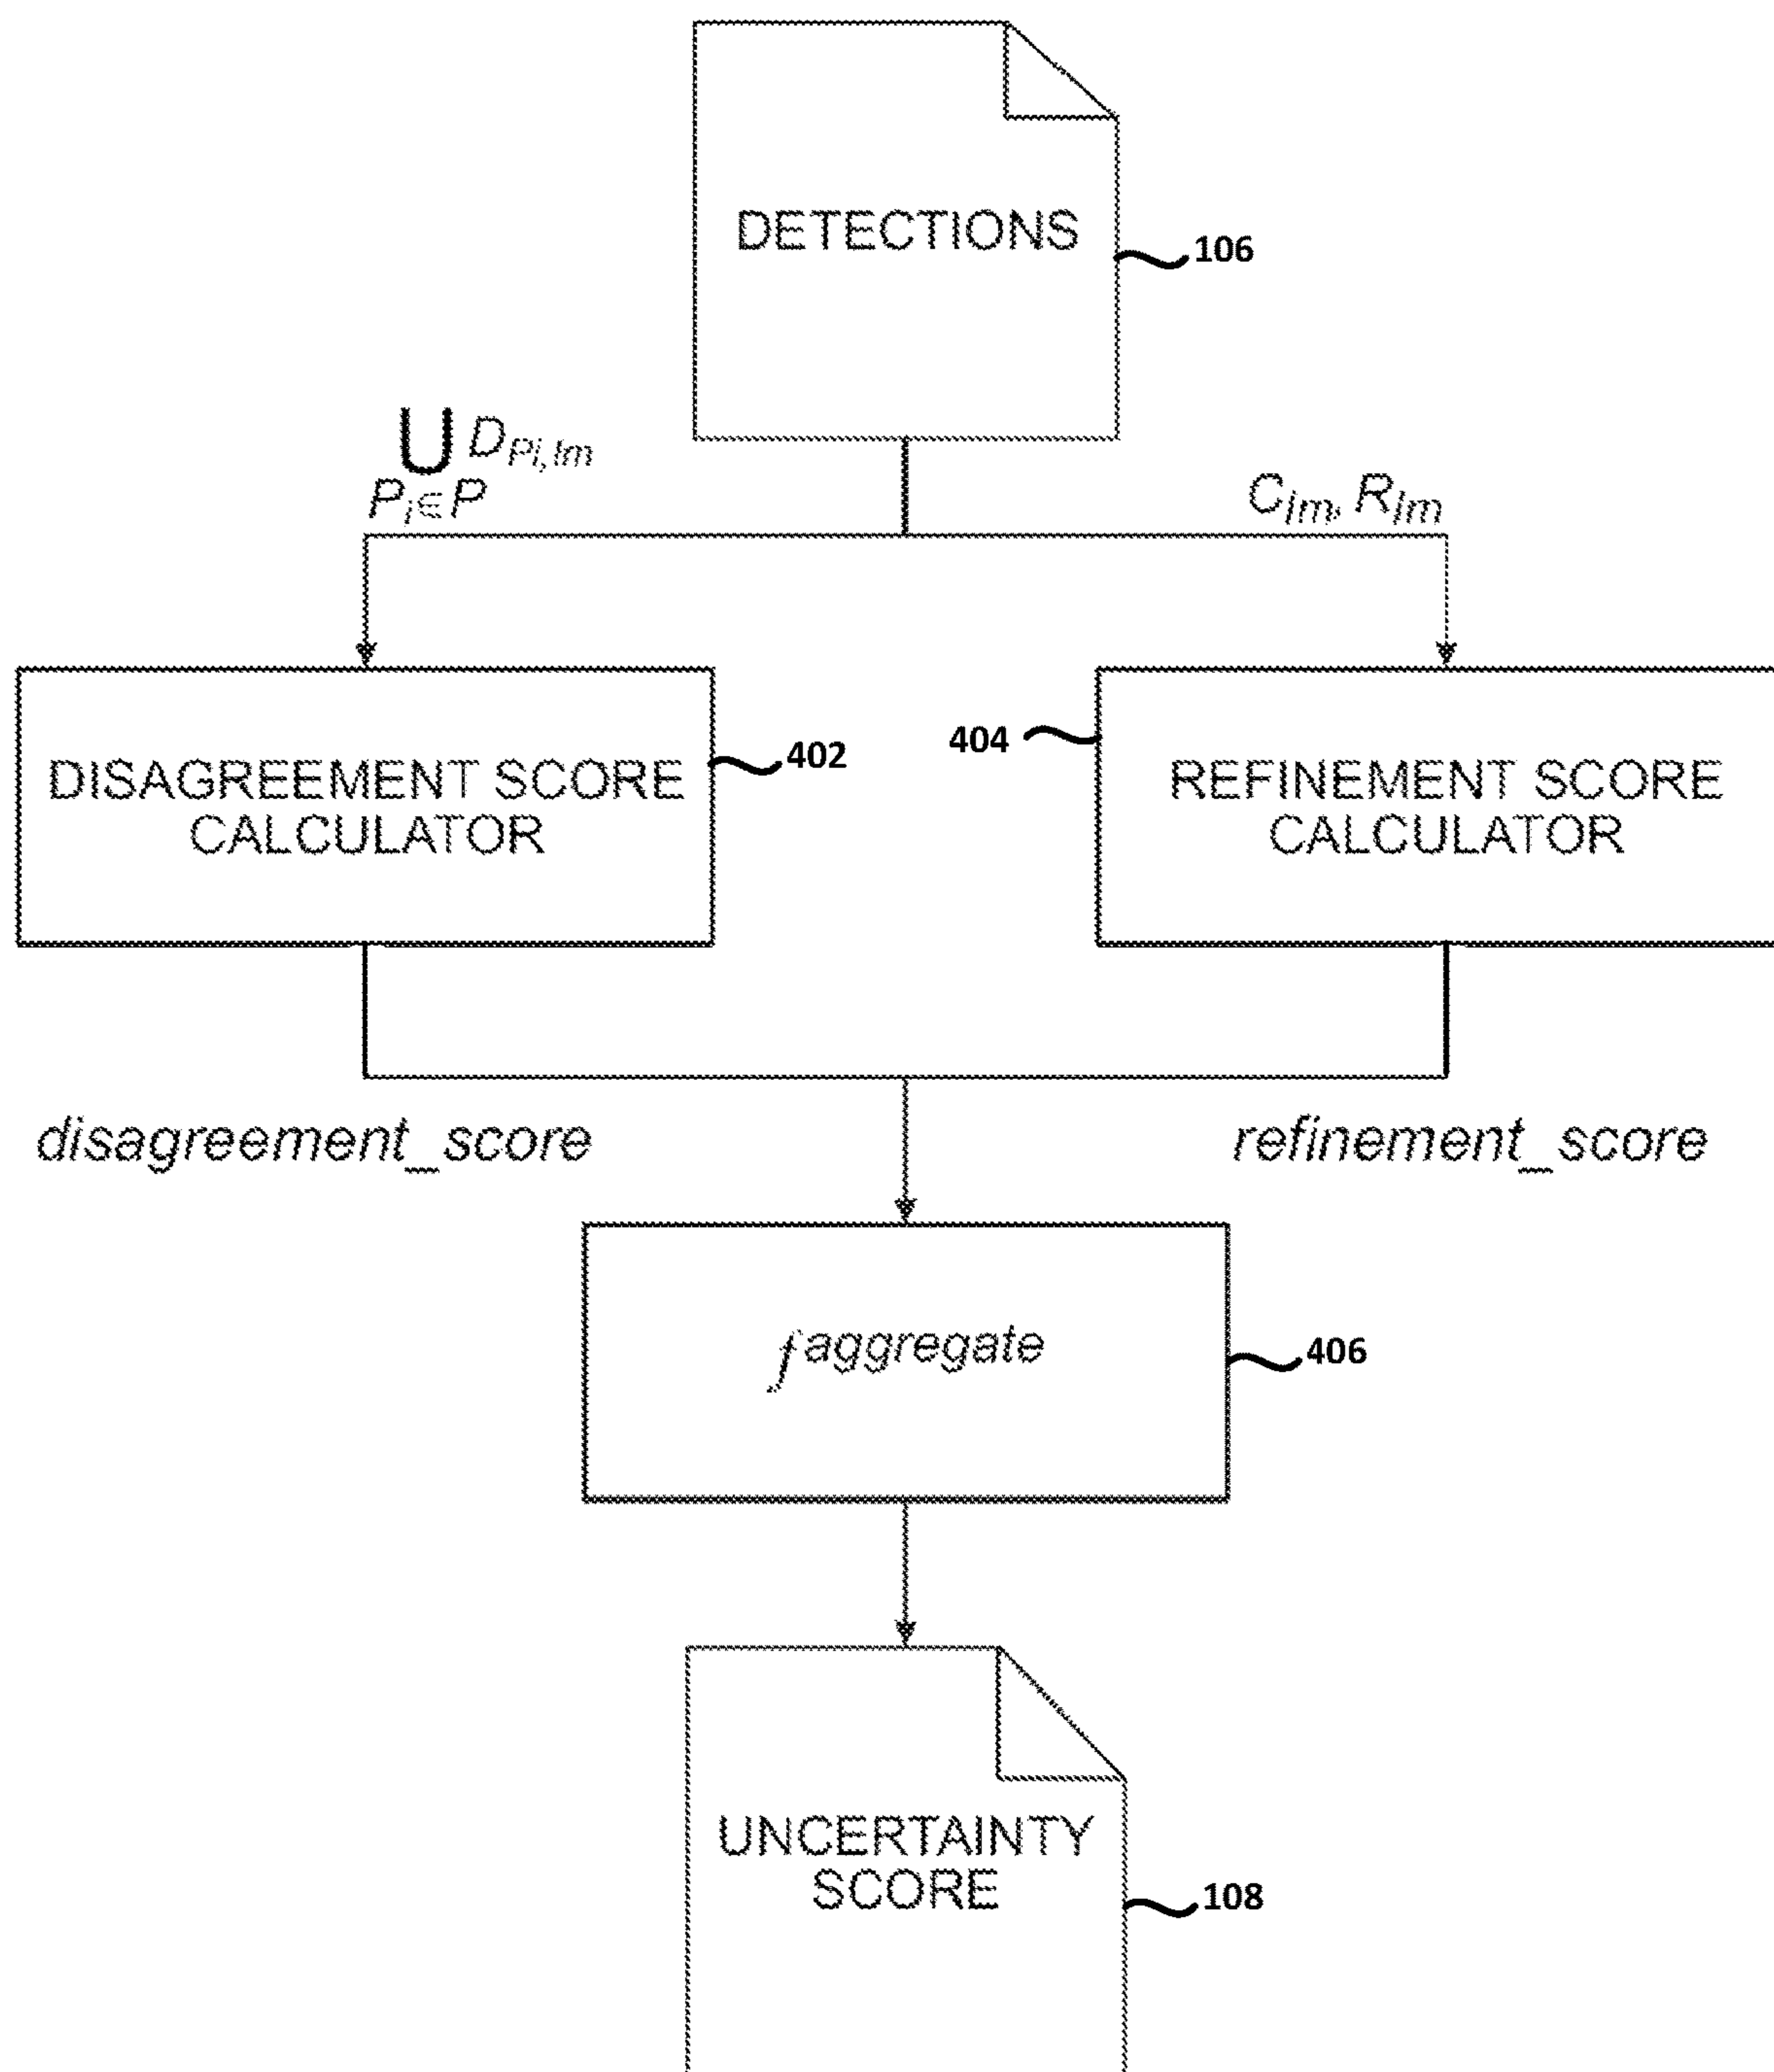 DETECTIONS
106
∪ D_{Pi,Im}
P_i∈P
C_{Im}, R_{Im}
402
404
DISAGREEMENT SCORE
CALCULATOR
REFINEMENT SCORE
CALCULATOR
disagreement_score
refinement_score
f^{aggregate}
406
UNCERTAINTY
SCORE
108